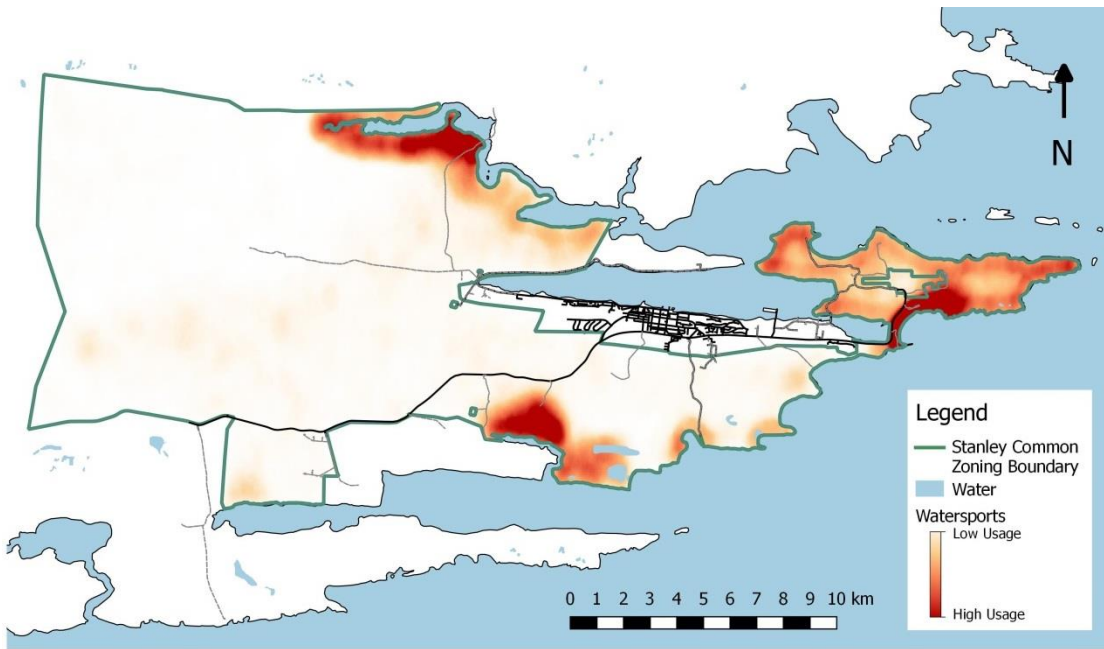 N
Legend
Stanley Common
Zoning Boundary
Water
Watersports
Low Usage
High Usage
0 1 2 3 4 5 6 7 8 9 10 km